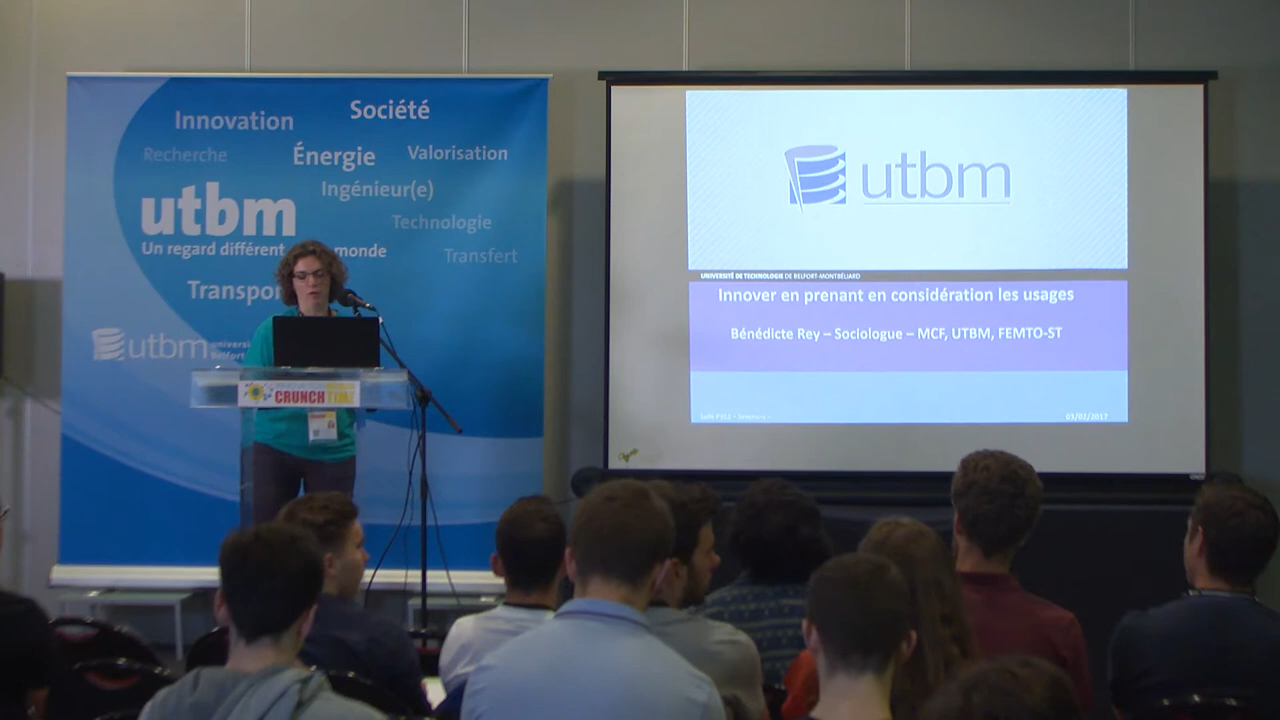 Innovation
Société
Recherche
Énergie
Valorisation
Ingénieur(e)
utbm
Technologie
Un regard différent
monde
Transfert
utbm
CRUNCH TIME
utbm
UNIVERSITÉ DE TECHNOLOGIE DE BELFORT-MONTBÉLIARD
Innover en prenant en considération les usages
Bénédicte Rey – Sociologue – MCF, UTBM, FEMTO-ST
03/02/2017